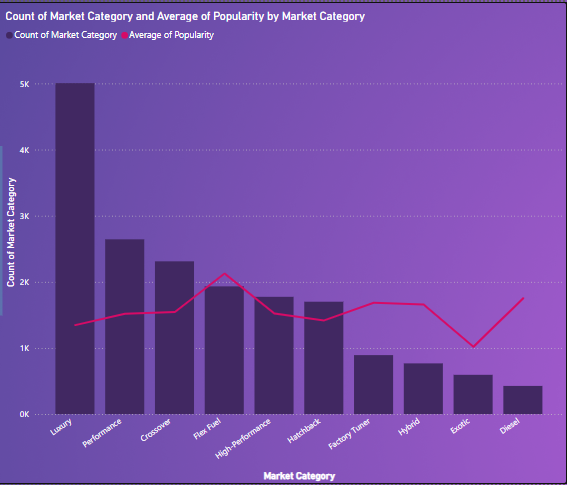 Count of Market Category and Average of Popularity by Market Category
Count of Market Category Average of Popularity
5K
4K
3K
2K
1K
0K
Count of Market Category
Luxury
Performance
Crossover
Flex Fuel
High-Performance
Hatchback
Factory Tuner
Hybrid
Exotic
Diesel
Market Category